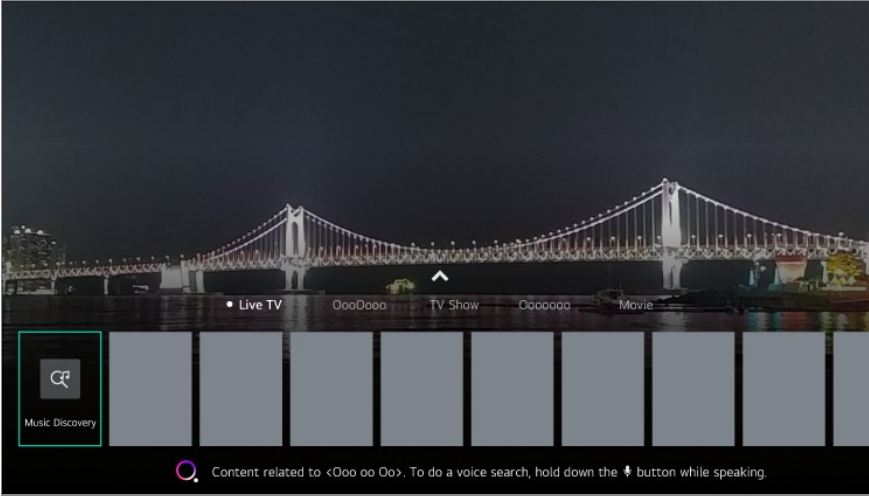 Live TV OooOooo TV Show Ooooooo Movie
Music Discovery
Content related to <Ooo oo Oo>. To do a voice search, hold down the button while speaking.